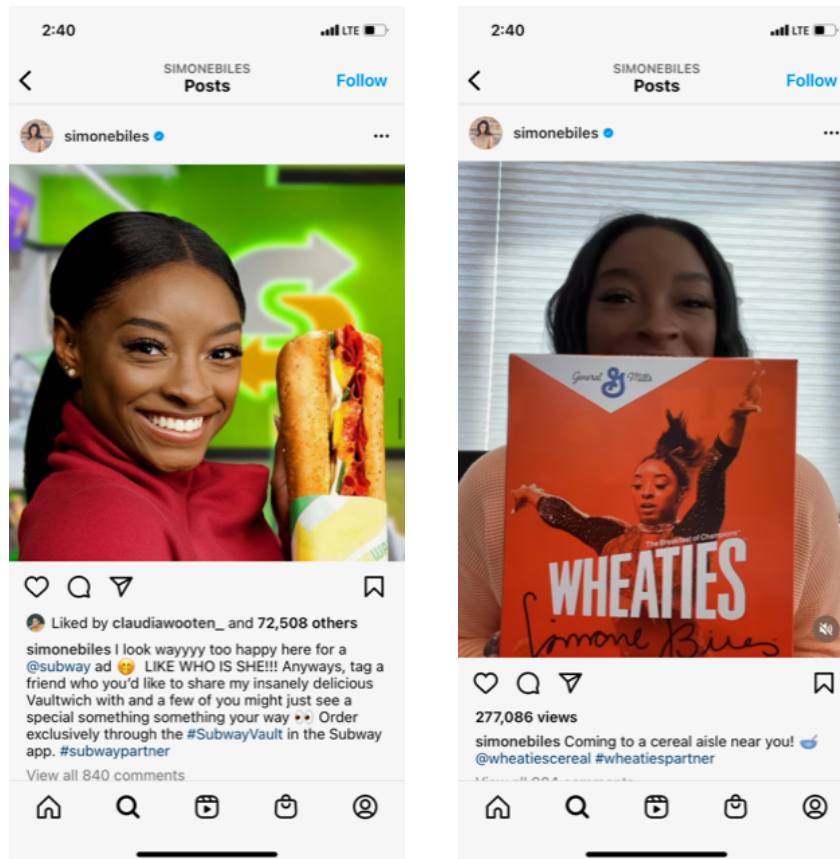 2:40
LTE
SIMONEBILES
Posts
Follow
simonebiles
Liked by claudiawooten_ and 72,508 others
simonebiles I look wayyyy too happy here for a
@subway ad 🤭 LIKE WHO IS SHE!!! Anyways, tag a
friend who you'd like to share my insanely delicious
Vaultwich with and a few of you might just see a
special something something your way 👀 Order
exclusively through the #SubwayVault in the Subway
app. #subwaypartner
View all 840 comments
2:40
LTE
SIMONEBILES
Posts
Follow
simonebiles
General G Mills
The Breakfast of Champions
WHEATIES
Simone Biles
277,086 views
simonebiles Coming to a cereal aisle near you! 🥣
@wheatiescereal #wheatiespartner
View all comments